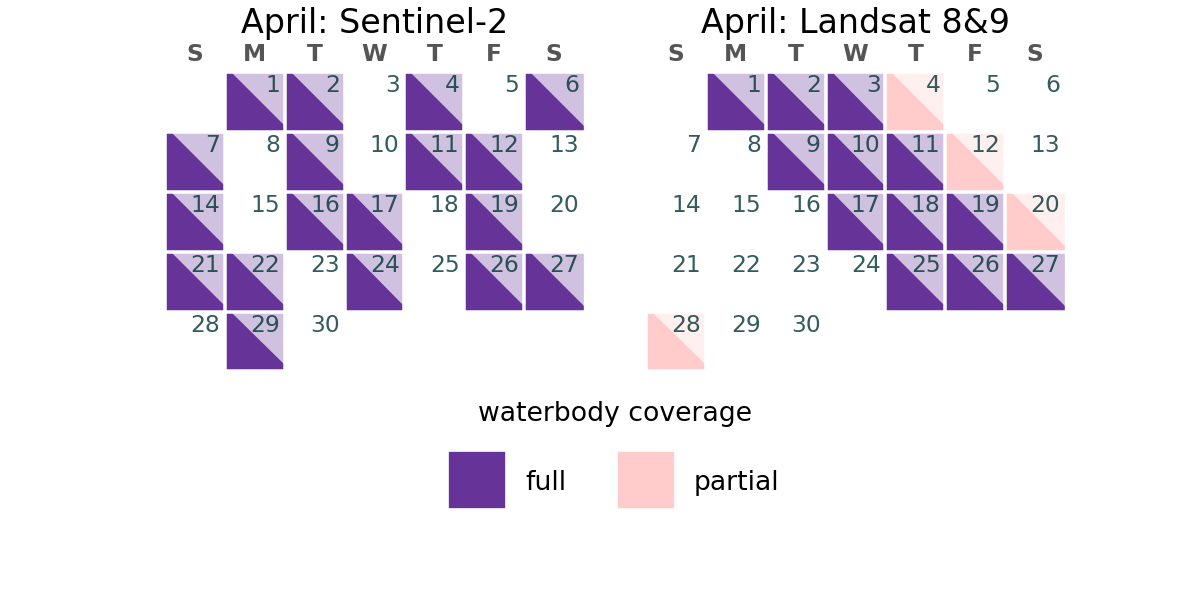 April: Sentinel-2
S M T W T F S
1 2 3 4 5 6
7 8 9 10 11 12 13
14 15 16 17 18 19 20
21 22 23 24 25 26 27
28 29 30
April: Landsat 8&9
S M T W T F S
1 2 3 4 5 6
7 8 9 10 11 12 13
14 15 16 17 18 19 20
21 22 23 24 25 26 27
28 29 30
waterbody coverage
full partial